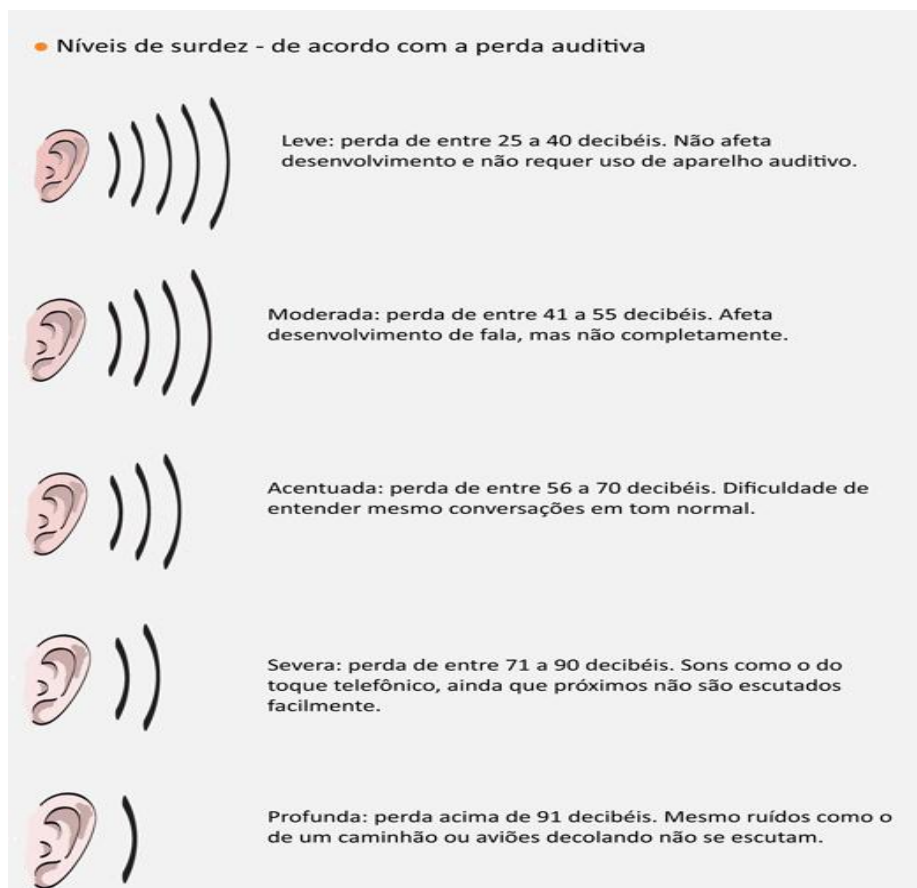 Níveis de surdez - de acordo com a perda auditiva
Leve: perda de entre 25 a 40 decibéis. Não afeta
desenvolvimento e não requer uso de aparelho auditivo.
Moderada: perda de entre 41 a 55 decibéis. Afeta
desenvolvimento de fala, mas não completamente.
Acentuada: perda de entre 56 a 70 decibéis. Dificuldade de
entender mesmo conversações em tom normal.
Severa: perda de entre 71 a 90 decibéis. Sons como o do
toque telefônico, ainda que próximos não são escutados
facilmente.
Profunda: perda acima de 91 decibéis. Mesmo ruídos como o
de um caminhão ou aviões decolando não se escutam.